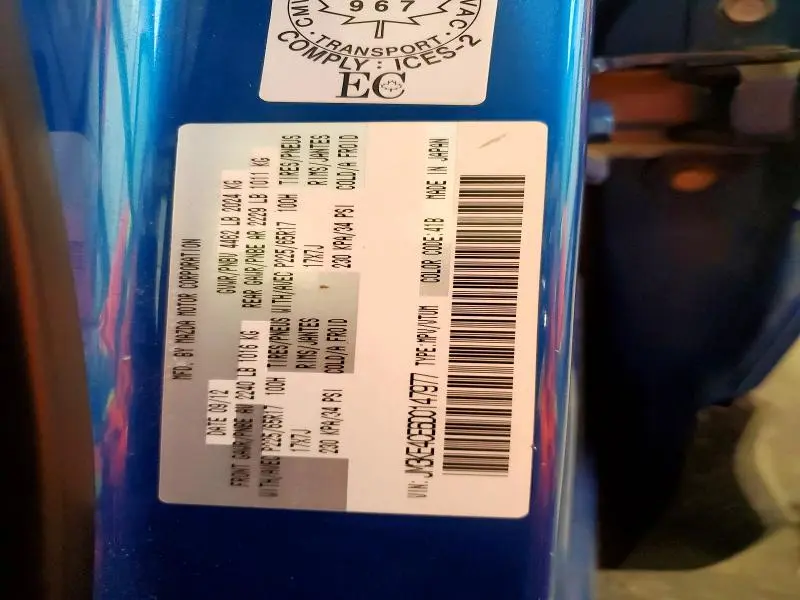 967
· TRANSPORT ·
COMPLY: ICES-2
EC
MFD. BY MAZDA MOTOR CORPORATION
DATE 09/12 GVWR/PNBV 4462 LB 2024 KG
FRONT GAWR/PNBE AV 2240 LB 1016 KG REAR GAWR/PNBE AR 2229 LB 1011 KG
WITH/AVEC P225/65R17 100H TIRES/PNEUS WITH/AVEC P225/65R17 100H TIRES/PNEUS
17X7J RIMS/JANTES 17X7J RIMS/JANTES
230 KPA/34 PSI COLD/A FROID 230 KPA/34 PSI COLD/A FROID
VIN: JM3KE4CE6D0147977 TYPE:MPV/VTUM COLOR CODE:41B MADE IN JAPAN